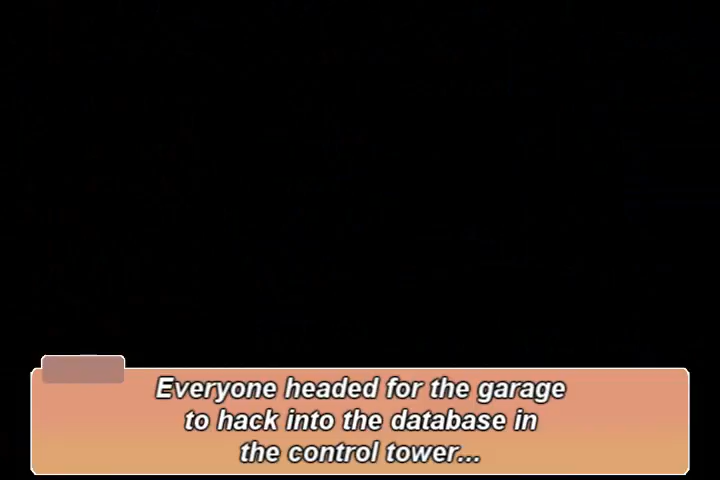 Everyone headed for the garage
to hack into the database in
the control tower...